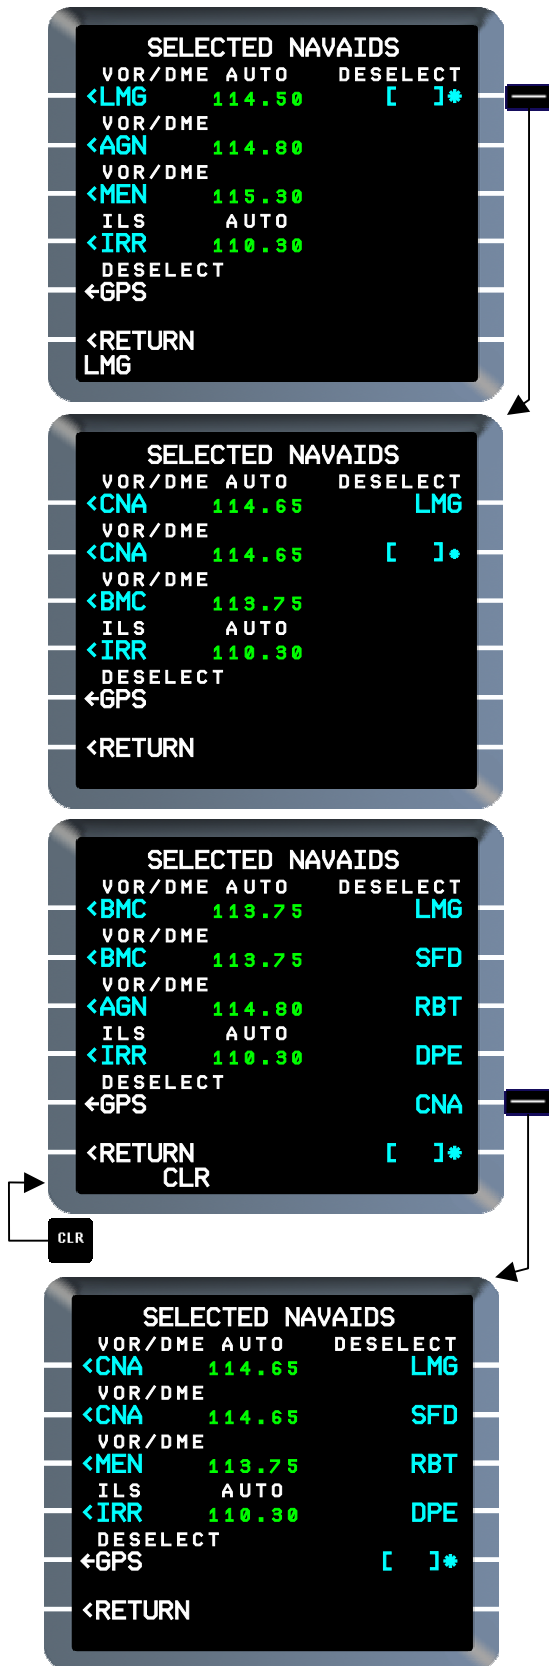 SELECTED NAVAIDS
VOR/DME AUTO DESELECT
<LMG 114.50 [ ]*
VOR/DME
<AGN 114.80
VOR/DME
<MEN 115.30
ILS AUTO
<IRR 110.30
DESELECT
←GPS
<RETURN
LMG
SELECTED NAVAIDS
VOR/DME AUTO DESELECT
<CNA 114.65 LMG
VOR/DME
<CNA 114.65 [ ]*
VOR/DME
<BMC 113.75
ILS AUTO
<IRR 110.30
DESELECT
←GPS
<RETURN
SELECTED NAVAIDS
VOR/DME AUTO DESELECT
<BMC 113.75 LMG
VOR/DME
<BMC 113.75 SFD
VOR/DME
<AGN 114.80 RBT
ILS AUTO
<IRR 110.30 DPE
DESELECT
←GPS CNA
<RETURN [ ]*
CLR
CLR
SELECTED NAVAIDS
VOR/DME AUTO DESELECT
<CNA 114.65 LMG
VOR/DME
<CNA 114.65 SFD
VOR/DME
<MEN 113.75 RBT
ILS AUTO
<IRR 110.30 DPE
DESELECT
←GPS [ ]*
<RETURN